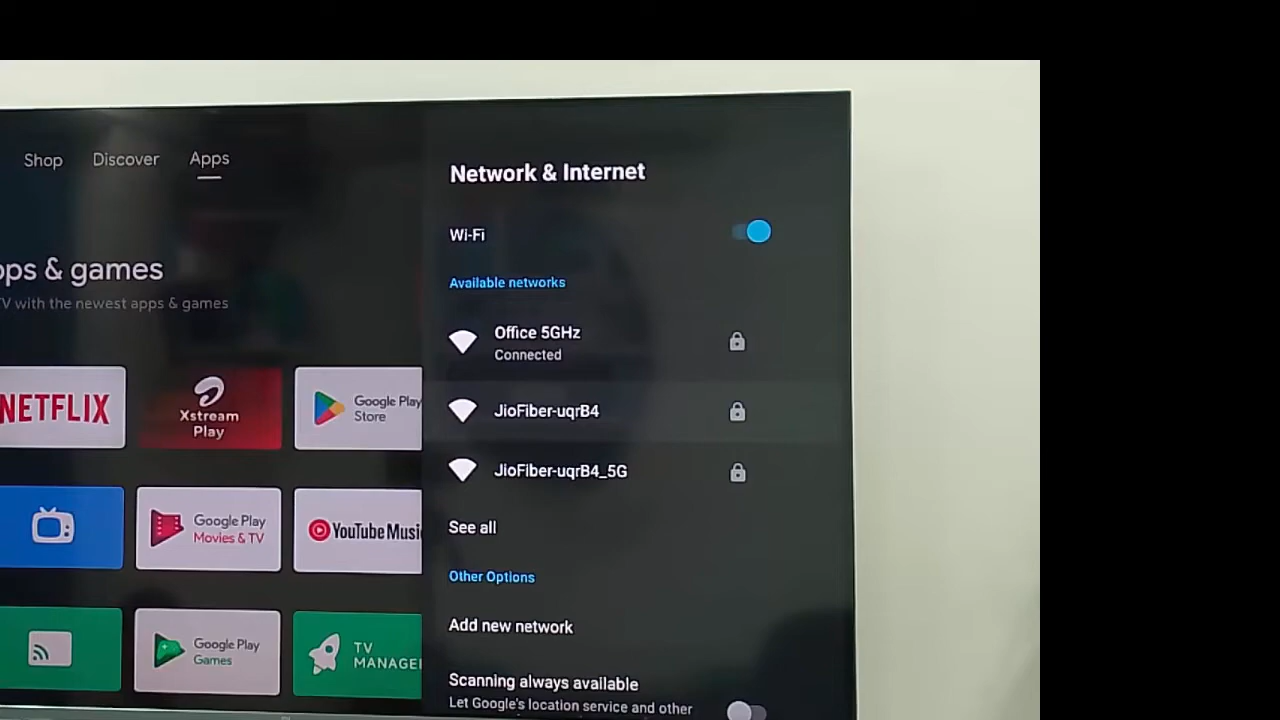 Shop Discover Apps
ps & games
TV with the newest apps & games
NETFLIX
Xstream
Play
Google Play
Store
Google Play
Movies & TV
YouTube Musi
Google Play
Games
TV
MANAGE
Network & Internet
Wi-Fi
Available networks
Office 5GHz
Connected
JioFiber-uqrB4
JioFiber-uqrB4_5G
See all
Other Options
Add new network
Scanning always available
Let Google's location service and other